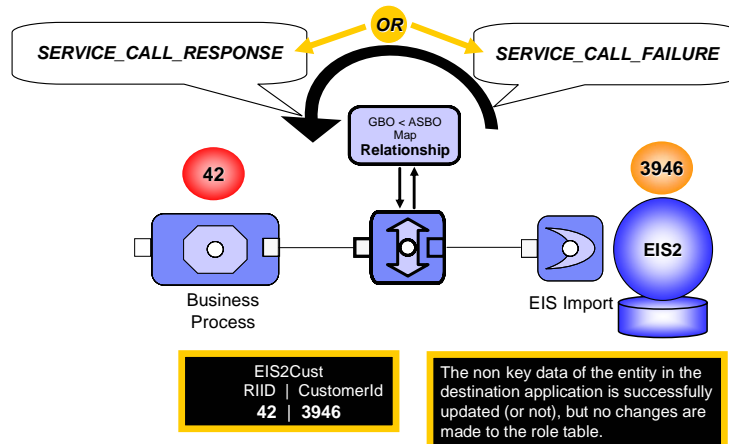 OR
SERVICE_CALL_RESPONSE
SERVICE_CALL_FAILURE
GBO < ASBO
Map
Relationship
42
3946
EIS2
Business
Process
EIS Import
EIS2Cust
RIID | CustomerId
42 | 3946
The non key data of the entity in the
destination application is successfully
updated (or not), but no changes are
made to the role table.